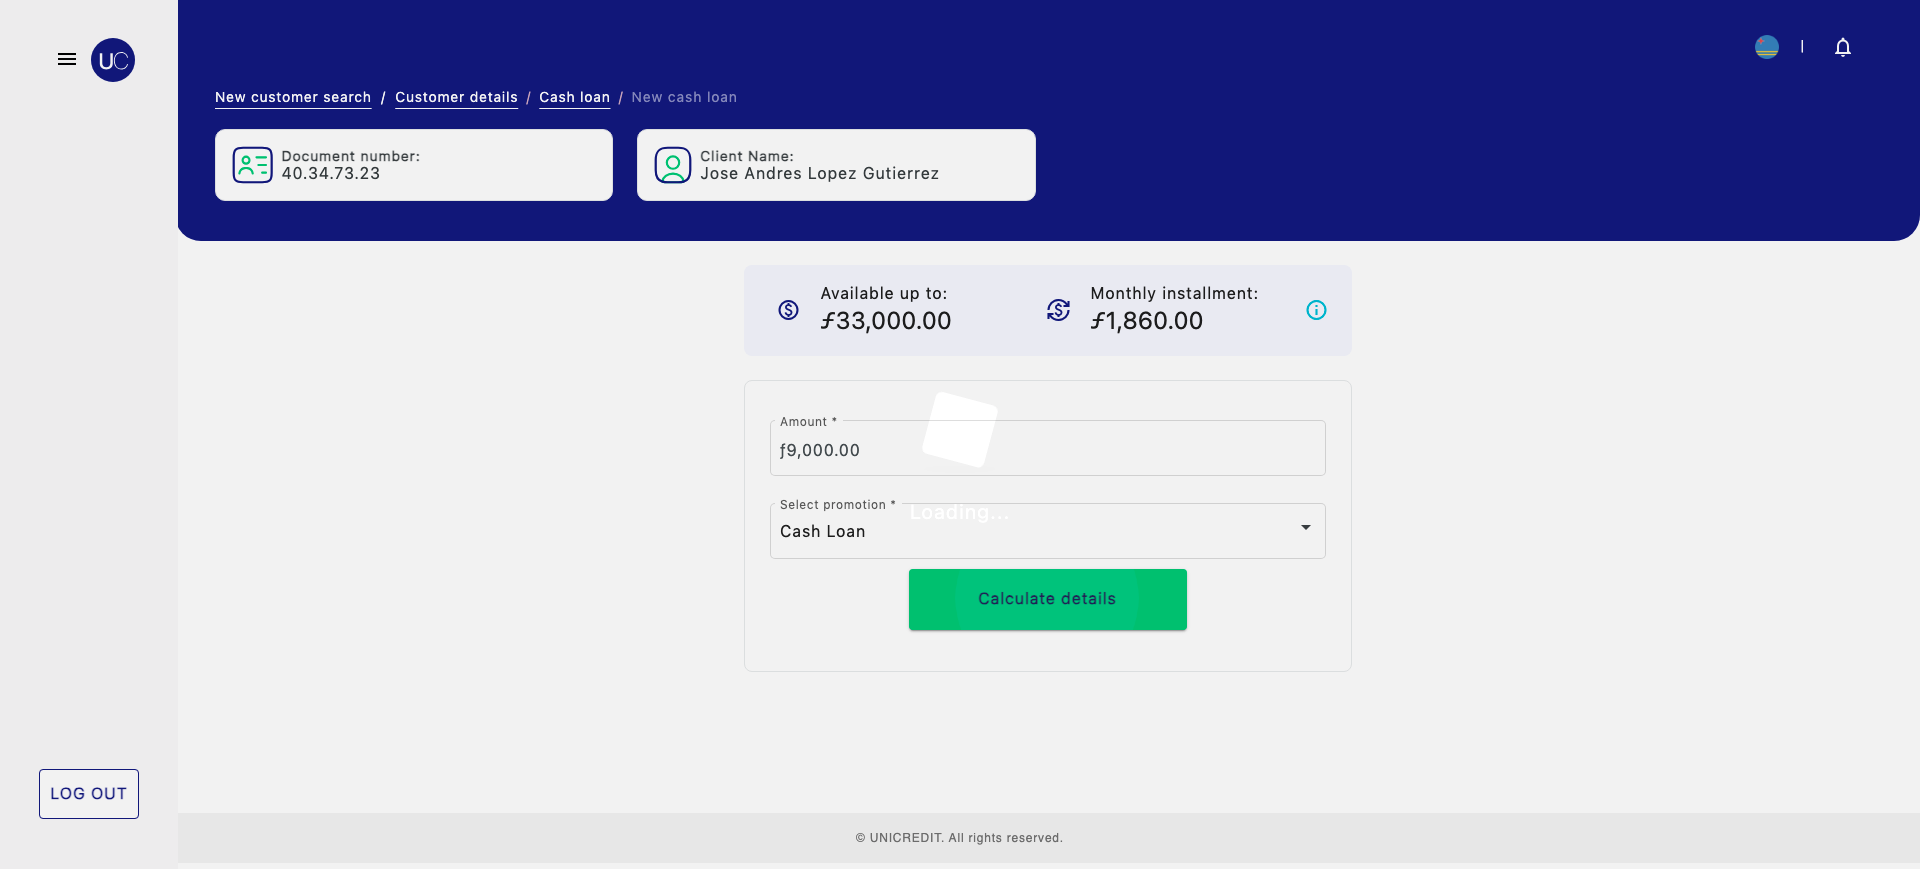 UC
New customer search / Customer details / Cash loan / New cash loan
Document number:
40.34.73.23
Client Name:
Jose Andres Lopez Gutierrez
Available up to:
ƒ33,000.00
Monthly installment:
ƒ1,860.00
Amount *
ƒ9,000.00
Select promotion *
Loading...
Cash Loan
Calculate details
LOG OUT
© UNICREDIT. All rights reserved.